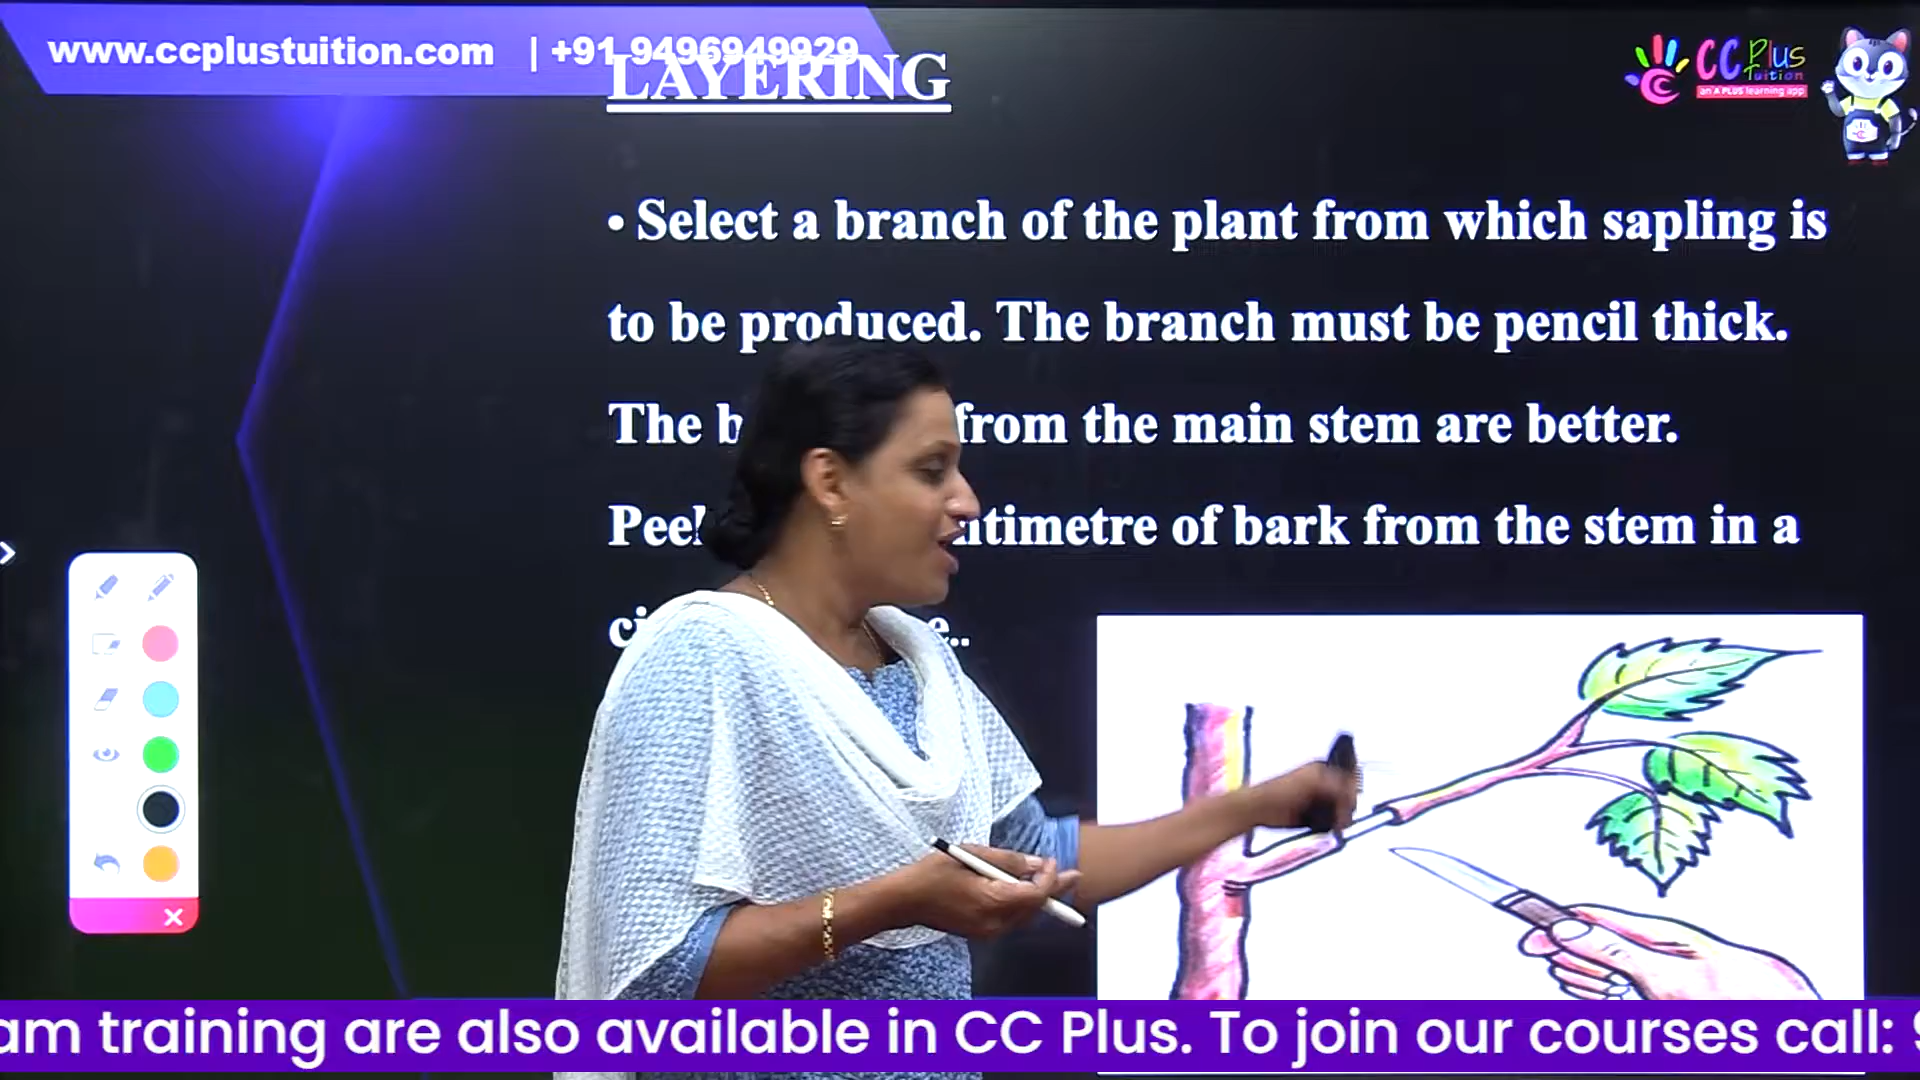 www.ccplustuition.com | +91 9496949929
CC Plus
Tuition
an A PLUS learning app
LAYERING
• Select a branch of the plant from which sapling is
to be produced. The branch must be pencil thick.
The from the main stem are better.
of bark from the stem in a
am training are also available in CC Plus. To join our courses call: 9